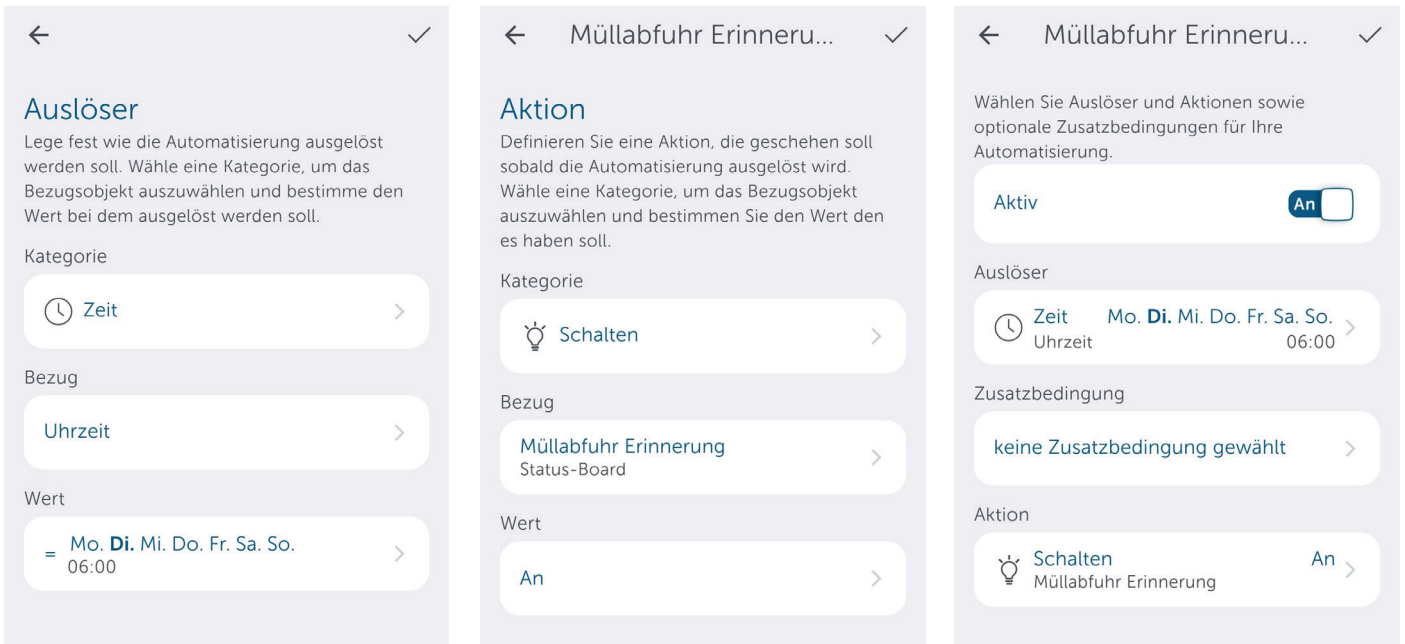 Auslöser
Lege fest wie die Automatisierung ausgelöst
werden soll. Wähle eine Kategorie, um das
Bezugsobjekt auszuwählen und bestimme den
Wert bei dem ausgelöst werden soll.
Kategorie
Zeit
Bezug
Uhrzeit
Wert
= Mo. Di. Mi. Do. Fr. Sa. So.
06:00
Müllabfuhr Erinneru...
Aktion
Definieren Sie eine Aktion, die geschehen soll
sobald die Automatisierung ausgelöst wird.
Wähle eine Kategorie, um das Bezugsobjekt
auszuwählen und bestimmen Sie den Wert den
es haben soll.
Kategorie
Schalten
Bezug
Müllabfuhr Erinnerung
Status-Board
Wert
An
Müllabfuhr Erinneru...
Wählen Sie Auslöser und Aktionen sowie
optionale Zusatzbedingungen für Ihre
Automatisierung.
Aktiv An
Auslöser
Zeit Mo. Di. Mi. Do. Fr. Sa. So.
Uhrzeit 06:00
Zusatzbedingung
keine Zusatzbedingung gewählt
Aktion
Schalten An
Müllabfuhr Erinnerung